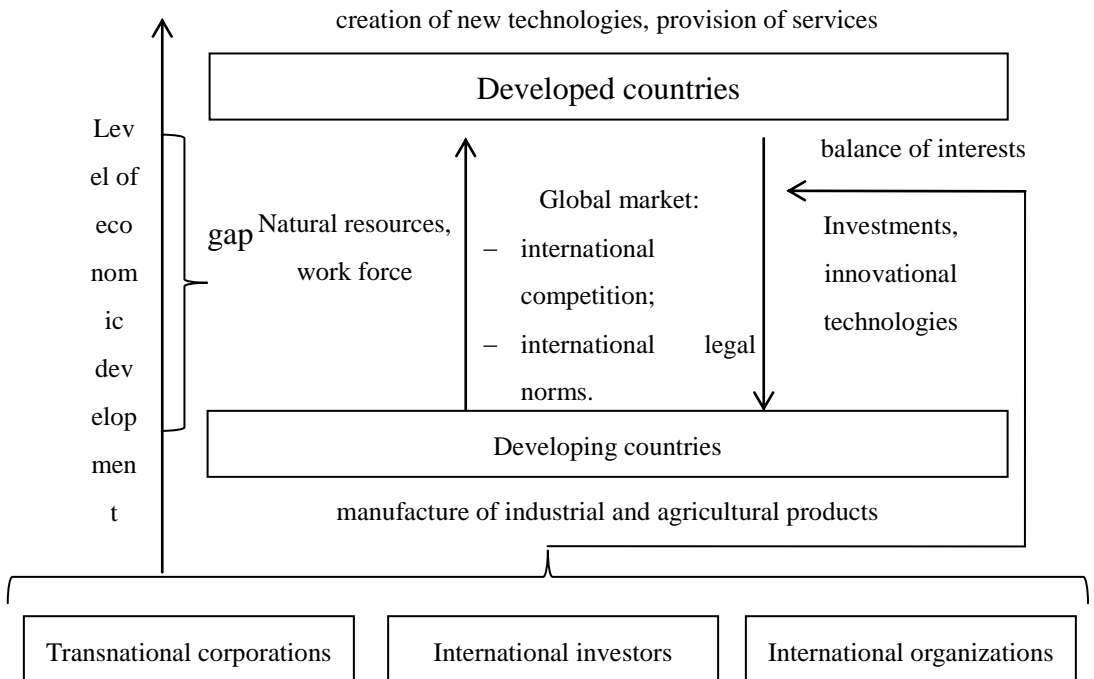 creation of new technologies, provision of services
Developed countries
Lev
el of
eco
nom
ic
dev
elop
men
t
gap
Natural resources,
work force
Global market:
– international
competition;
– international legal
norms.
balance of interests
Investments,
innovational
technologies
Developing countries
manufacture of industrial and agricultural products
Transnational corporations
International investors
International organizations